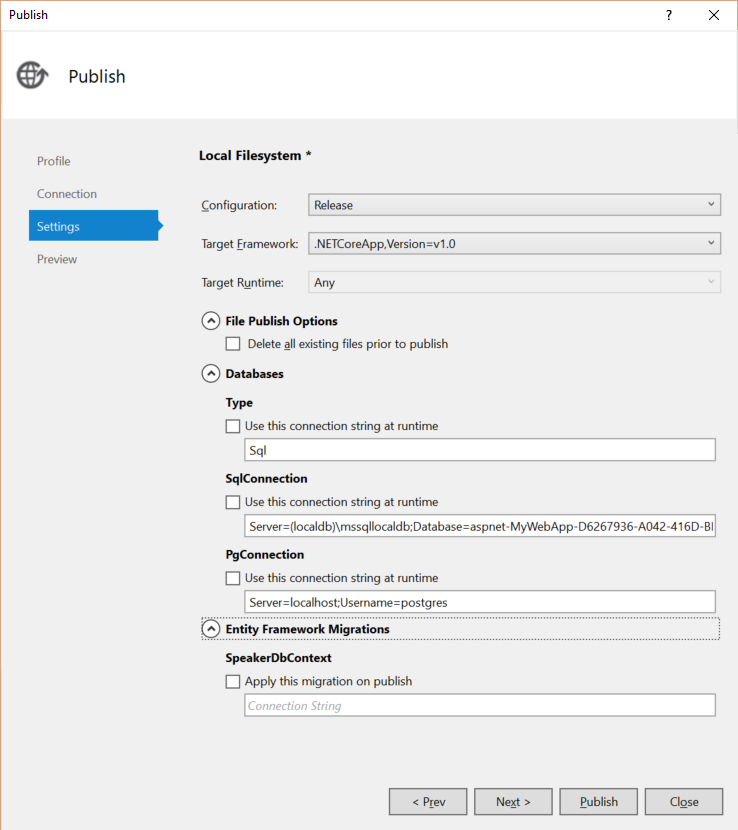 Publish
?
Publish
Profile
Connection
Settings
Preview
Local Filesystem *
Configuration: Release
Target Framework: .NETCoreApp,Version=v1.0
Target Runtime: Any
File Publish Options
Delete all existing files prior to publish
Databases
Type
Use this connection string at runtime
Sql
SqlConnection
Use this connection string at runtime
Server=(localdb)\mssqllocaldb;Database=aspnet-MyWebApp-D6267936-A042-416D-B
PgConnection
Use this connection string at runtime
Server=localhost;Username=postgres
Entity Framework Migrations
SpeakerDbContext
Apply this migration on publish
Connection String
< Prev
Next >
Publish
Close